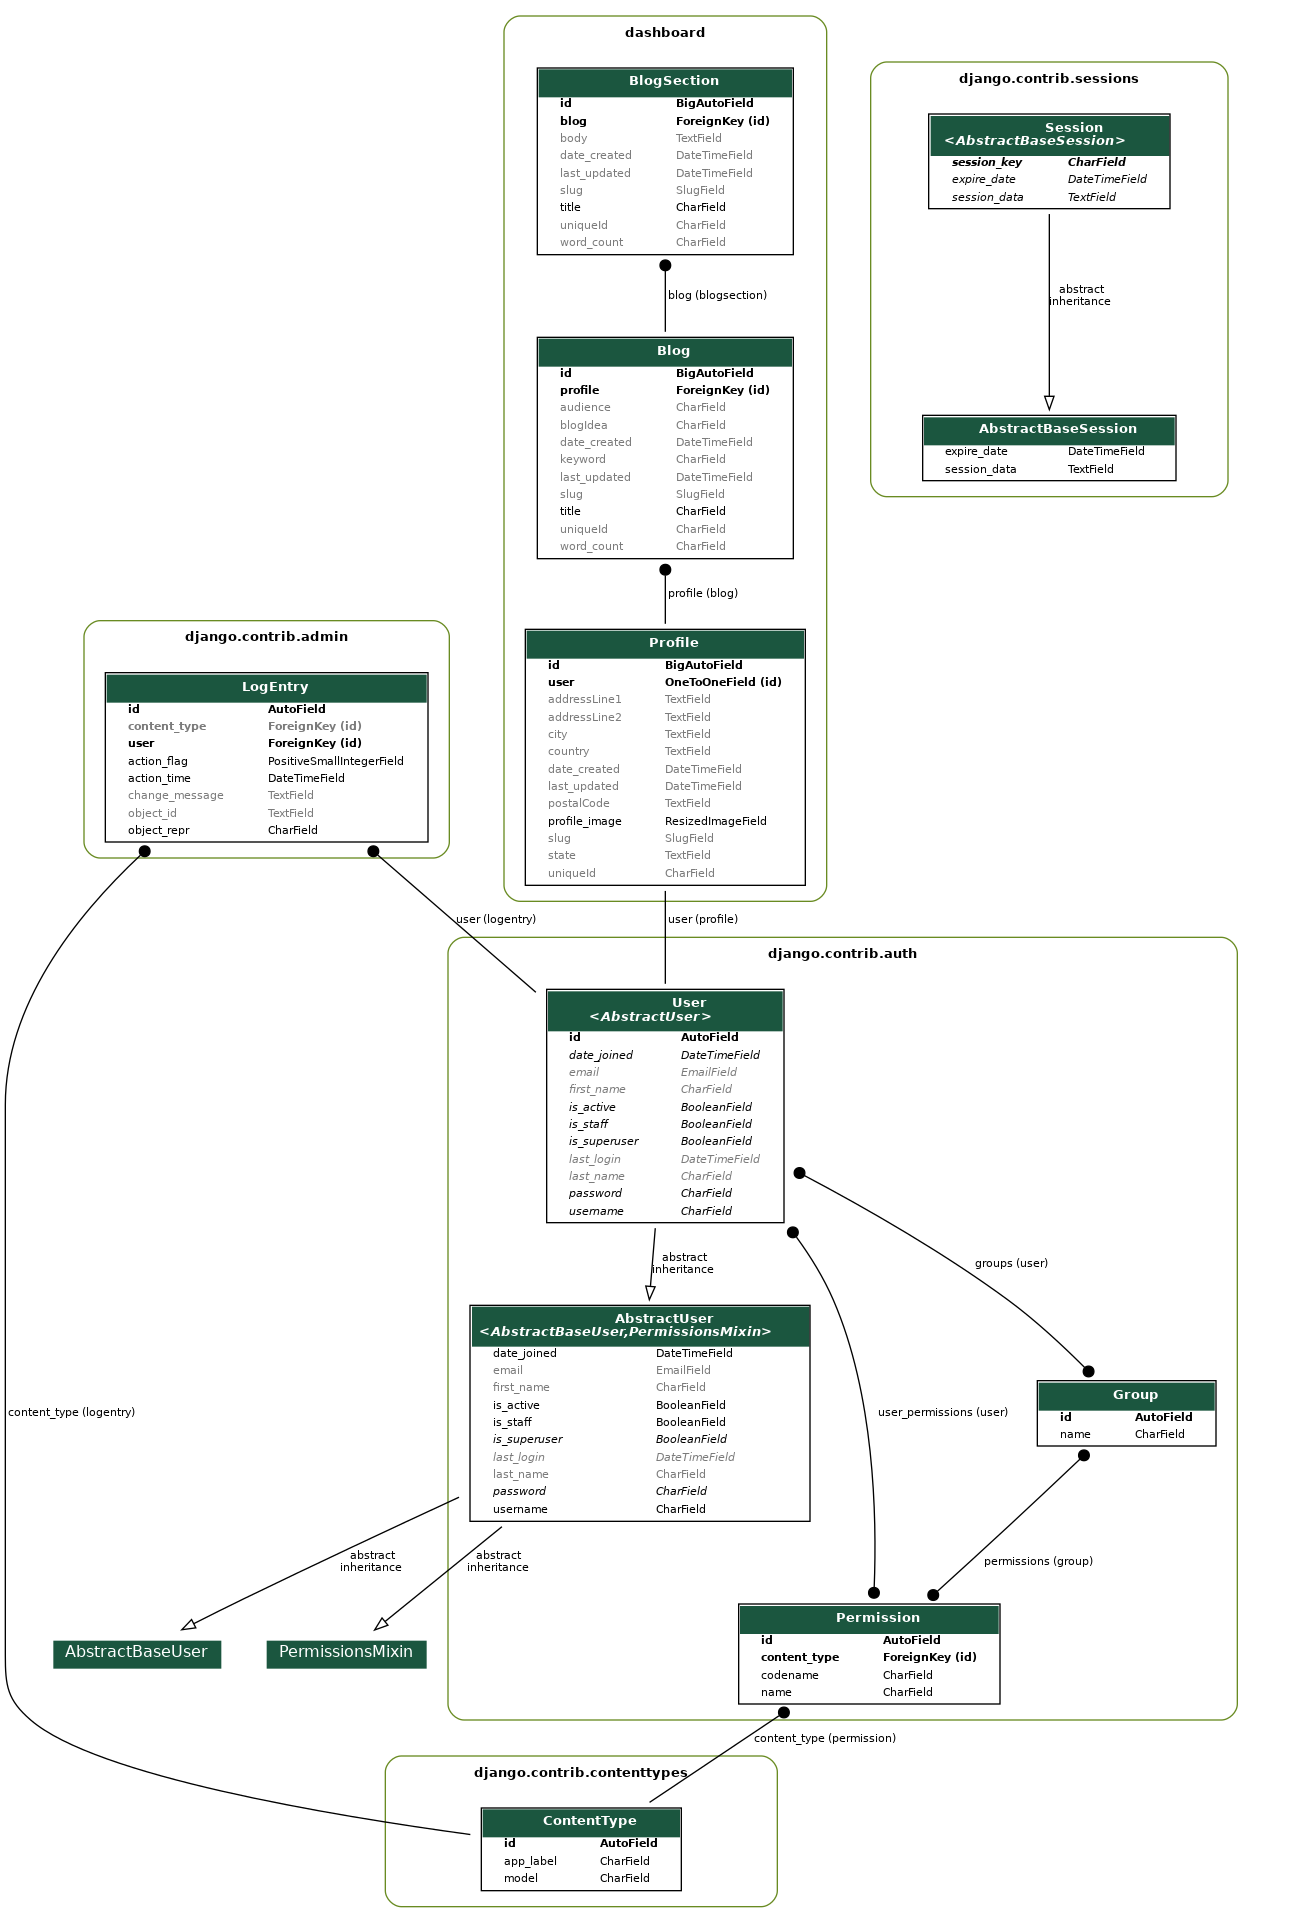 dashboard
BlogSection
id BigAutoField
blog ForeignKey (id)
body TextField
date_created DateTimeField
last_updated DateTimeField
slug SlugField
title CharField
uniqueId CharField
word_count CharField
blog (blogsection)
Blog
id BigAutoField
profile ForeignKey (id)
audience CharField
blogIdea CharField
date_created DateTimeField
keyword CharField
last_updated DateTimeField
slug SlugField
title CharField
uniqueId CharField
word_count CharField
profile (blog)
Profile
id BigAutoField
user OneToOneField (id)
addressLine1 TextField
addressLine2 TextField
city TextField
country TextField
date_created DateTimeField
last_updated DateTimeField
postalCode TextField
profile_image ResizedImageField
slug SlugField
state TextField
uniqueId CharField
django.contrib.sessions
Session
<AbstractBaseSession>
session_key CharField
expire_date DateTimeField
session_data TextField
abstract
inheritance
AbstractBaseSession
expire_date DateTimeField
session_data TextField
django.contrib.admin
LogEntry
id AutoField
content_type ForeignKey (id)
user ForeignKey (id)
action_flag PositiveSmallIntegerField
action_time DateTimeField
change_message TextField
object_id TextField
object_repr CharField
user (logentry)
user (profile)
django.contrib.auth
User
<AbstractUser>
id AutoField
date_joined DateTimeField
email EmailField
first_name CharField
is_active BooleanField
is_staff BooleanField
is_superuser BooleanField
last_login DateTimeField
last_name CharField
password CharField
username CharField
abstract
inheritance
groups (user)
AbstractUser
<AbstractBaseUser,PermissionsMixin>
date_joined DateTimeField
email EmailField
first_name CharField
is_active BooleanField
is_staff BooleanField
is_superuser BooleanField
last_login DateTimeField
last_name CharField
password CharField
username CharField
content_type (logentry)
user_permissions (user)
Group
id AutoField
name CharField
abstract
inheritance
abstract
inheritance
permissions (group)
AbstractBaseUser
PermissionsMixin
Permission
id AutoField
content_type ForeignKey (id)
codename CharField
name CharField
content_type (permission)
django.contrib.contenttypes
ContentType
id AutoField
app_label CharField
model CharField